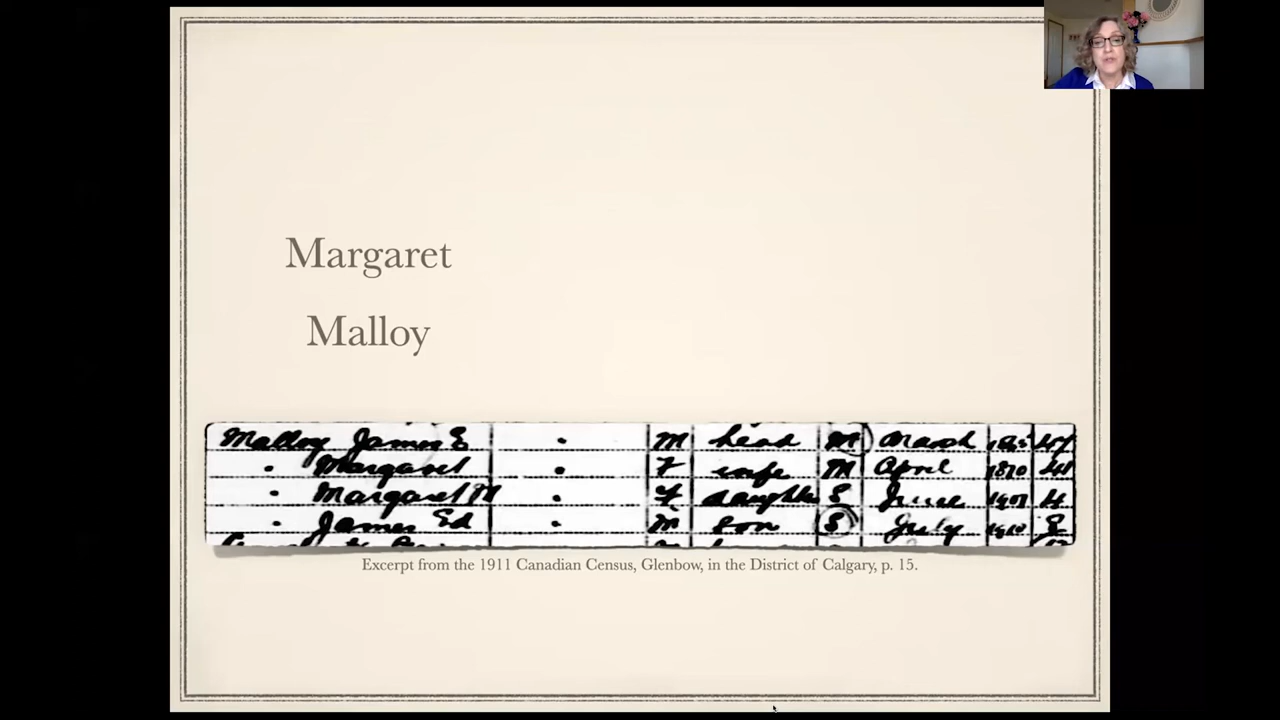 Margaret
Malloy
Malloy James E M head M March
" Margaret F wife M April 1870 41
" Margaret M F daughter S June 1907 4
" James Ed M son S July 1910
Excerpt from the 1911 Canadian Census, Glenbow, in the District of Calgary, p. 15.